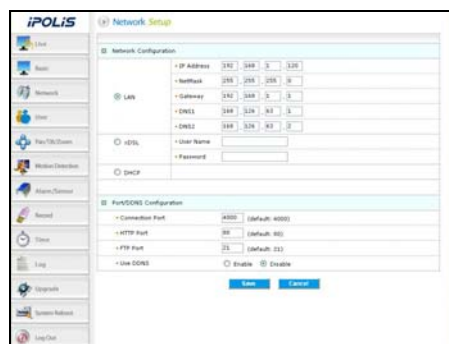 iPOLiS
Network Setup
Live
Basic
Network
User
Pan/Tilt/Zoom
Motion Detection
Alarm/Sensor
Record
Time
Log
Upgrade
System Reboot
Log Out
Network Configuration
LAN
IP Address 192 168 1 120
NetMask 255 255 255 0
Gateway 192 168 1 1
DNS1 168 126 63 1
DNS2 168 126 63 2
xDSL
User Name
Password
DHCP
Port/DDNS Configuration
Connection Port 4000 (default: 4000)
HTTP Port 80 (default: 80)
FTP Port 21 (default: 21)
Use DDNS Enable Disable
Save Cancel